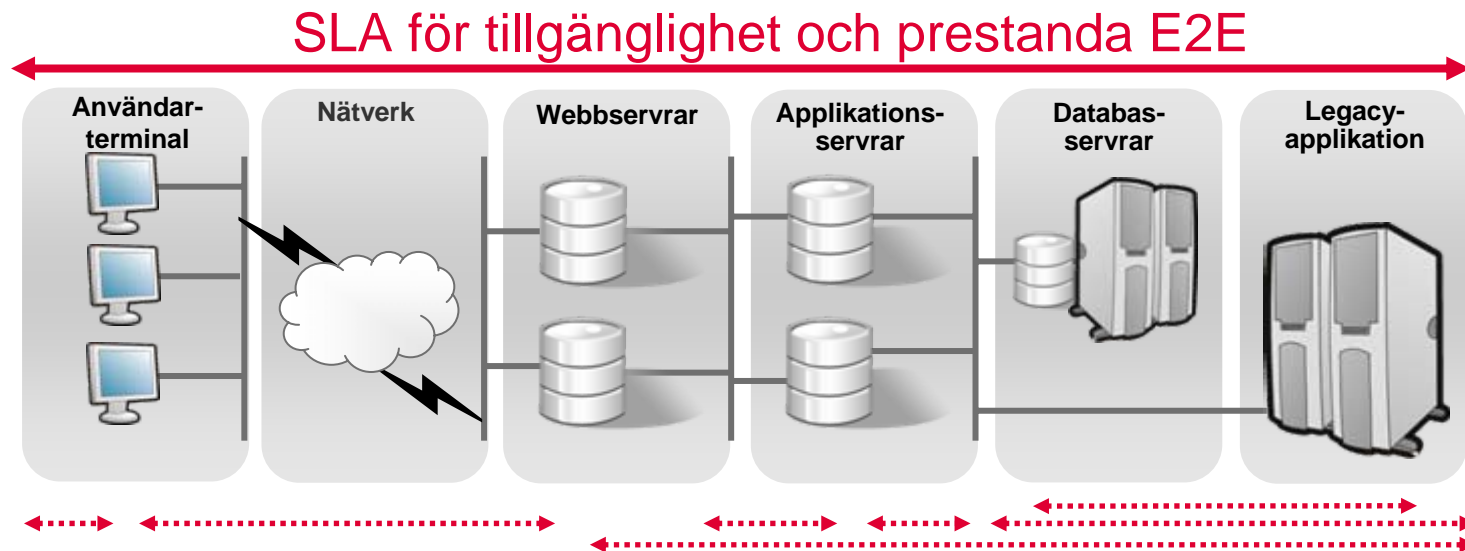 SLA för tillgänglighet och prestanda E2E
Användar-
terminal
Nätverk
Webbservrar
Applikations-
servrar
Databas-
servrar
Legacy-
applikation